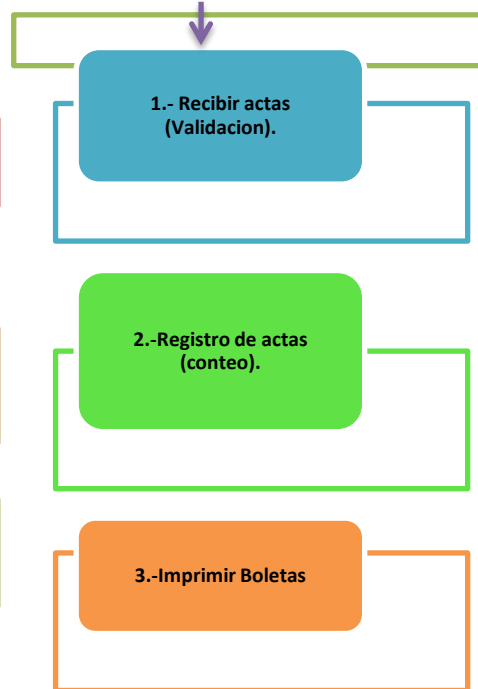 1.- Recibir actas
(Validacion).
2.-Registro de actas
(conteo).
3.-Imprimir Boletas